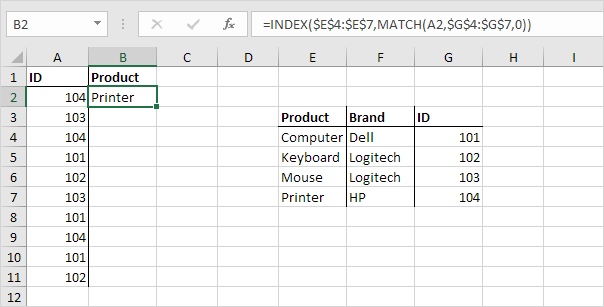 B2 fx =INDEX($E$4:$E$7,MATCH(A2,$G$4:$G$7,0))
A B C D E F G H I
1 ID Product
2 104 Printer
3 103 Product Brand ID
4 104 Computer Dell 101
5 101 Keyboard Logitech 102
6 102 Mouse Logitech 103
7 103 Printer HP 104
8 101
9 104
10 101
11 102
12